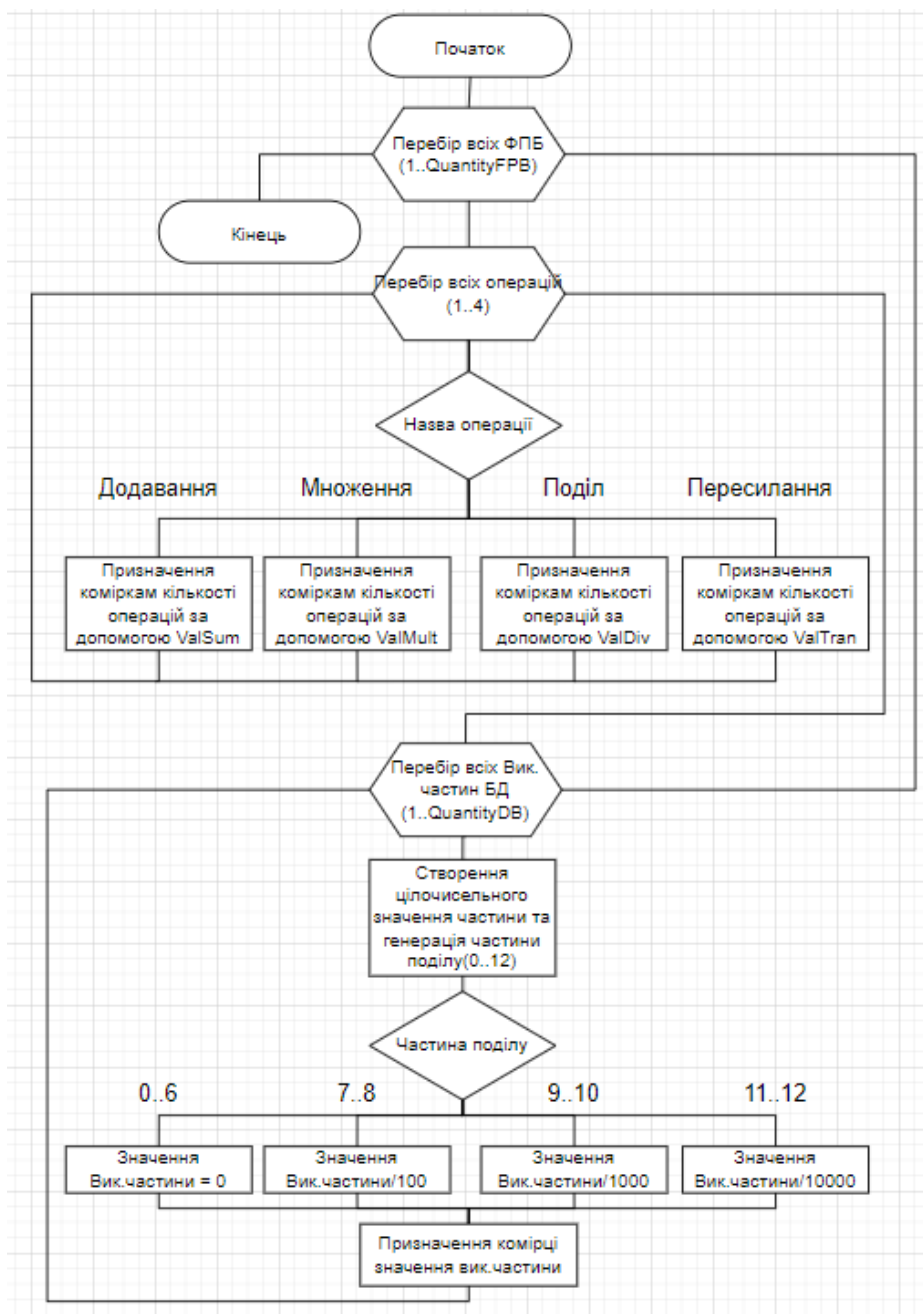 Початок
Перебір всіх ФПБ
(1..QuantityFPB)
Кінець
Перебір всіх операцій
(1..4)
Назва операції
Додавання
Множення
Поділ
Пересилання
Призначення
коміркам кількості
операцій за
допомогою ValSum
Призначення
коміркам кількості
операцій за
допомогою ValMult
Призначення
коміркам кількості
операцій за
допомогою ValDiv
Призначення
коміркам кількості
операцій за
допомогою ValTran
Перебір всіх Вик.
частин БД
(1..QuantityDB)
Створення
цілочисельного
значення частини та
генерація частини
поділу(0..12)
Частина поділу
0..6
7..8
9..10
11..12
Значення
Вик.частини = 0
Значення
Вик.частини/100
Значення
Вик.частини/1000
Значення
Вик.частини/10000
Призначення комірці
значення вик.частини